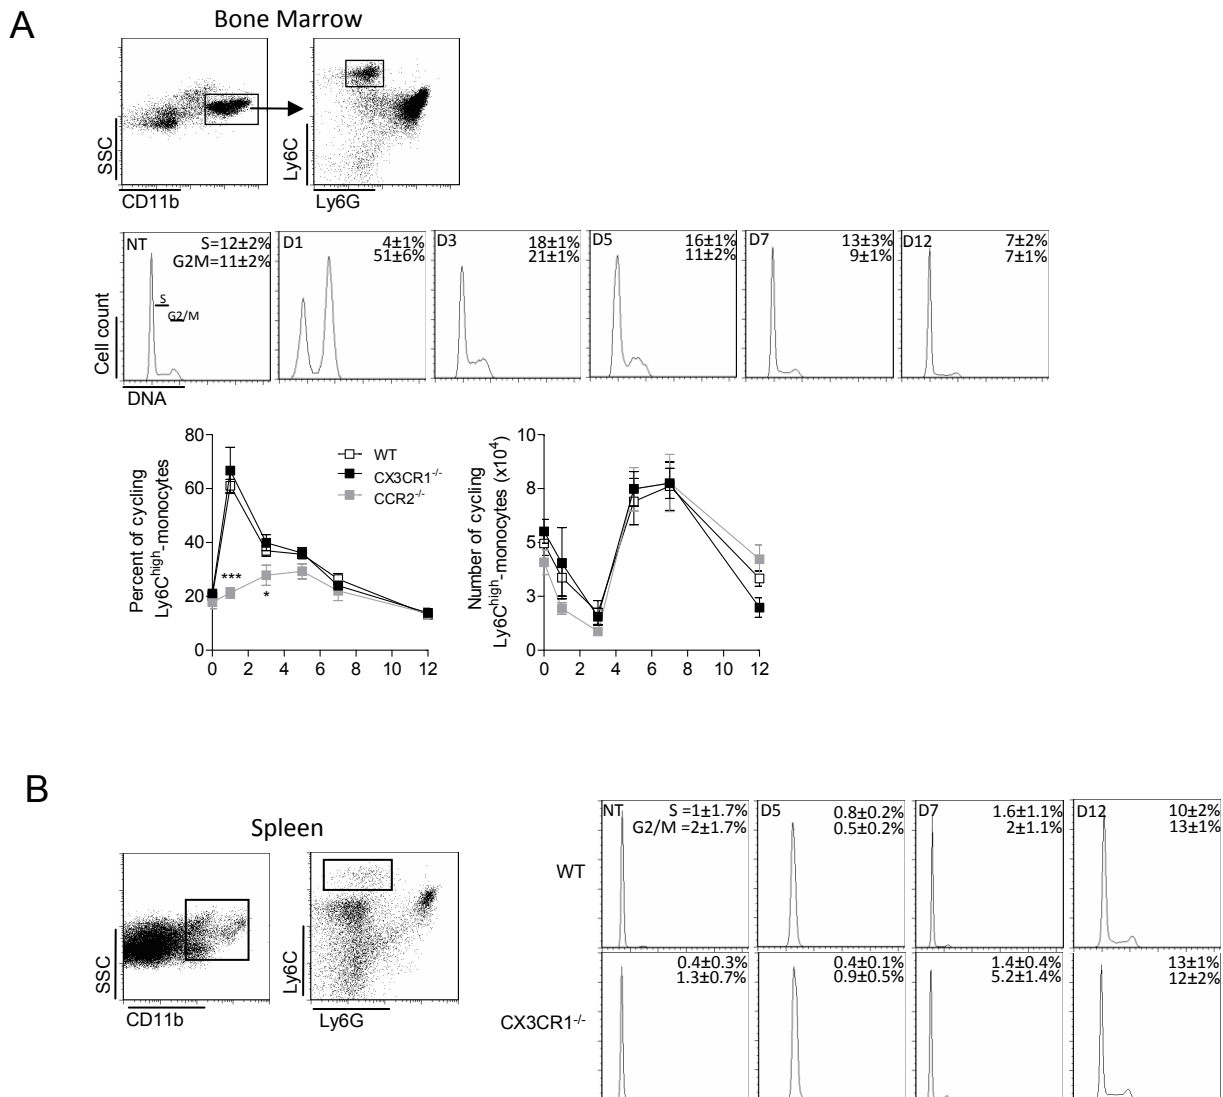 A
Bone Marrow
SSC
CD11b
Ly6C
Ly6G
NT
S=12±2%
G2M=11±2%
S
G2/M
D1
4±1%
51±6%
D3
18±1%
21±1%
D5
16±1%
11±2%
D7
13±3%
9±1%
D12
7±2%
7±1%
Cell count
DNA
Percent of cycling
Ly6Chigh-monocytes
80
60
40
20
0
WT
CX3CR1-/-
CCR2-/-
***
*
0 2 4 6 8 10 12
Number of cycling
Ly6Chigh-monocytes (x104)
10
8
5
3
0
0 2 4 6 8 10 12
B
Spleen
SSC
CD11b
Ly6C
Ly6G
WT
NT
S =1±1.7%
G2/M =2±1.7%
D5
0.8±0.2%
0.5±0.2%
D7
1.6±1.1%
2±1.1%
D12
10±2%
13±1%
CX3CR1-/-
0.4±0.3%
1.3±0.7%
0.4±0.1%
0.9±0.5%
1.4±0.4%
5.2±1.4%
13±1%
12±2%